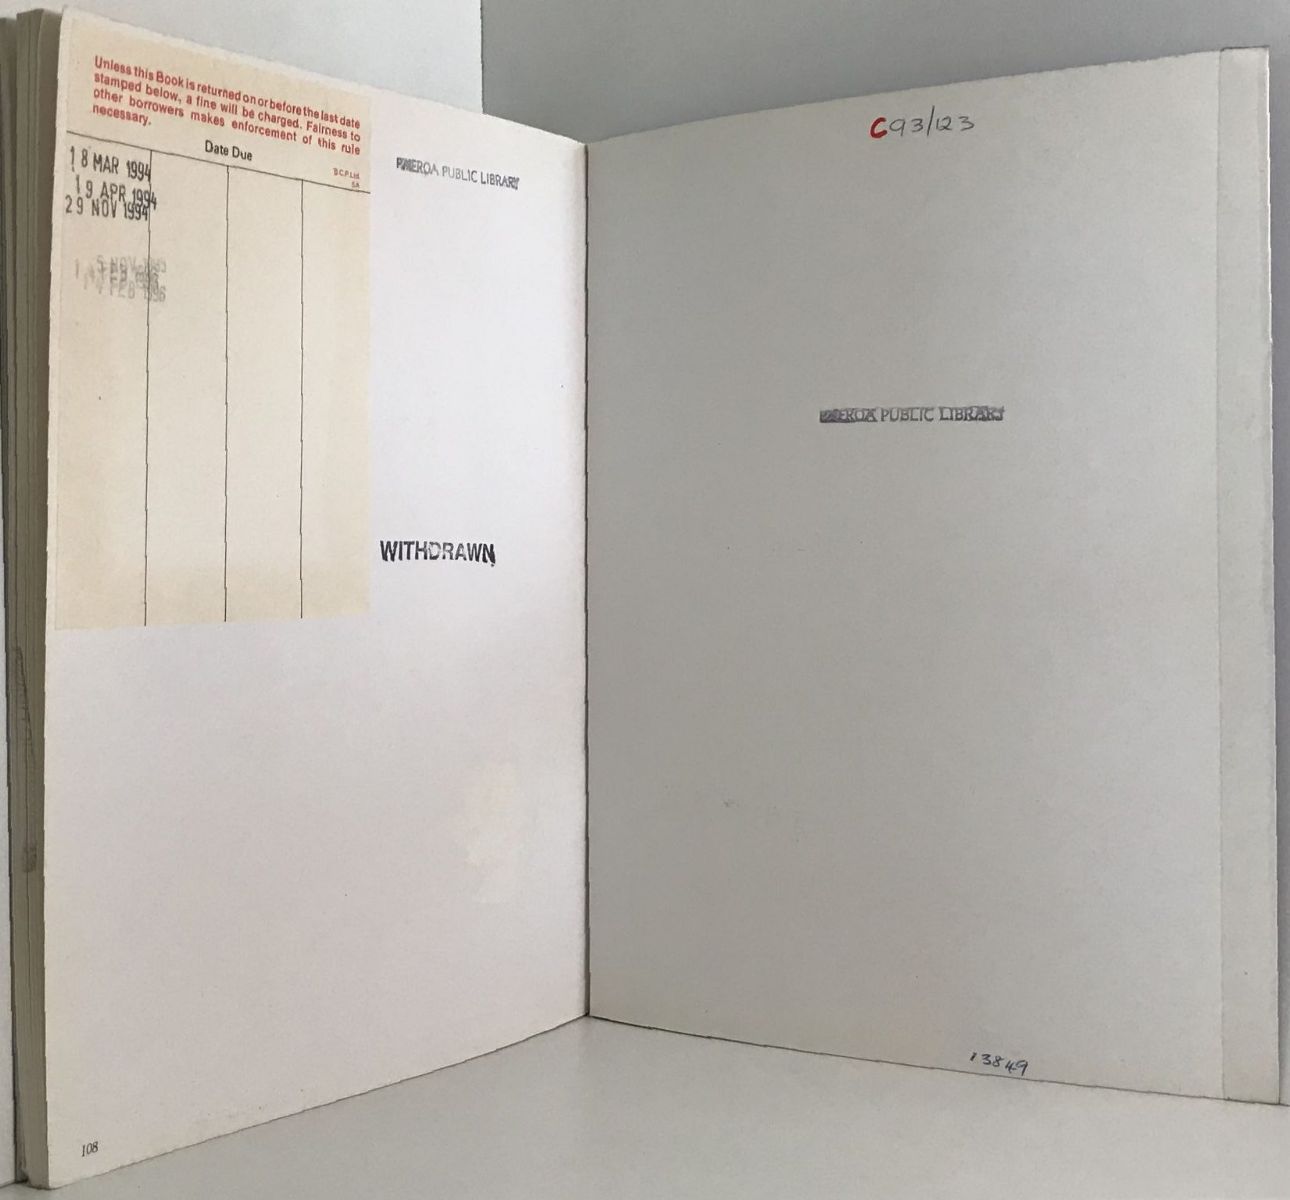 Unless this Book is returned on or before the last date
stamped below, a fine will be charged. Fairness to
other borrowers makes enforcement of this rule
necessary.
Date Due
B.C.P. Ltd.
SA
18 MAR 1994
19 APR 1994
29 NOV 1994
FEB 1996
PUBLIC LIBRARY
WITHDRAWN
108
C93/123
PUBLIC LIBRARY
13849